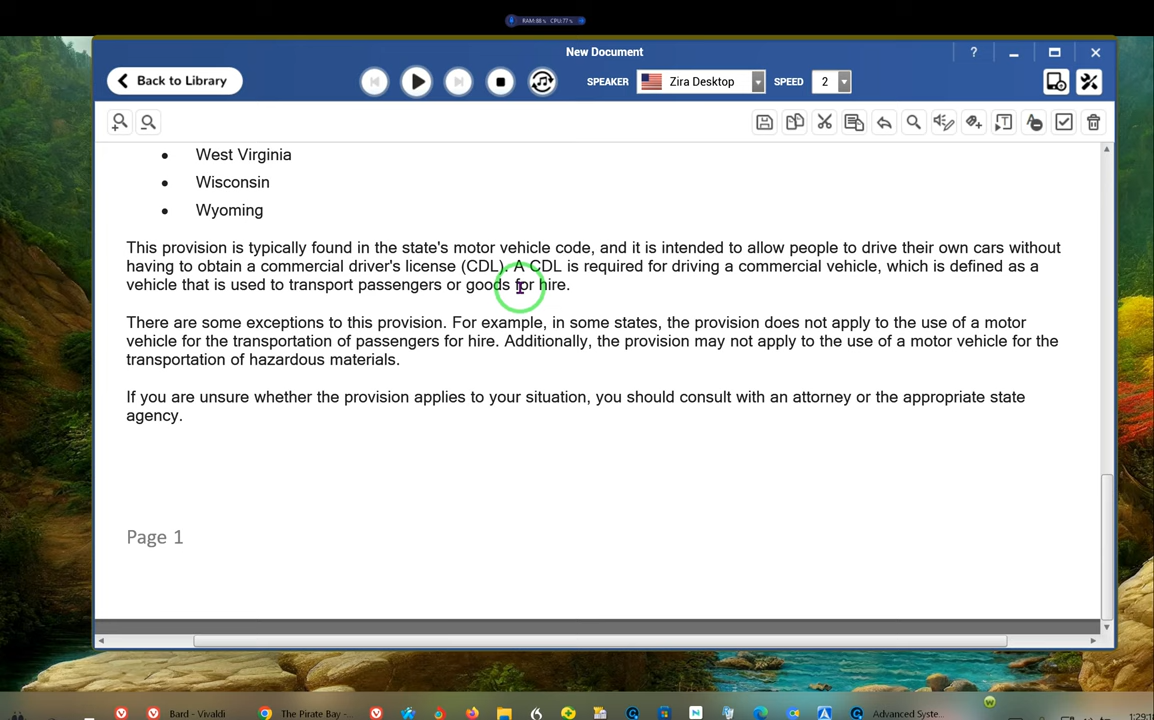 RAM:88% CPU:77%
New Document
Back to Library
SPEAKER Zira Desktop SPEED 2
West Virginia
Wisconsin
Wyoming
This provision is typically found in the state's motor vehicle code, and it is intended to allow people to drive their own cars without
having to obtain a commercial driver's license (CDL). A CDL is required for driving a commercial vehicle, which is defined as a
vehicle that is used to transport passengers or goods for hire.
There are some exceptions to this provision. For example, in some states, the provision does not apply to the use of a motor
vehicle for the transportation of passengers for hire. Additionally, the provision may not apply to the use of a motor vehicle for the
transportation of hazardous materials.
If you are unsure whether the provision applies to your situation, you should consult with an attorney or the appropriate state
agency.
Page 1
Bard - Vivaldi The Pirate Bay -... Advanced Syste...